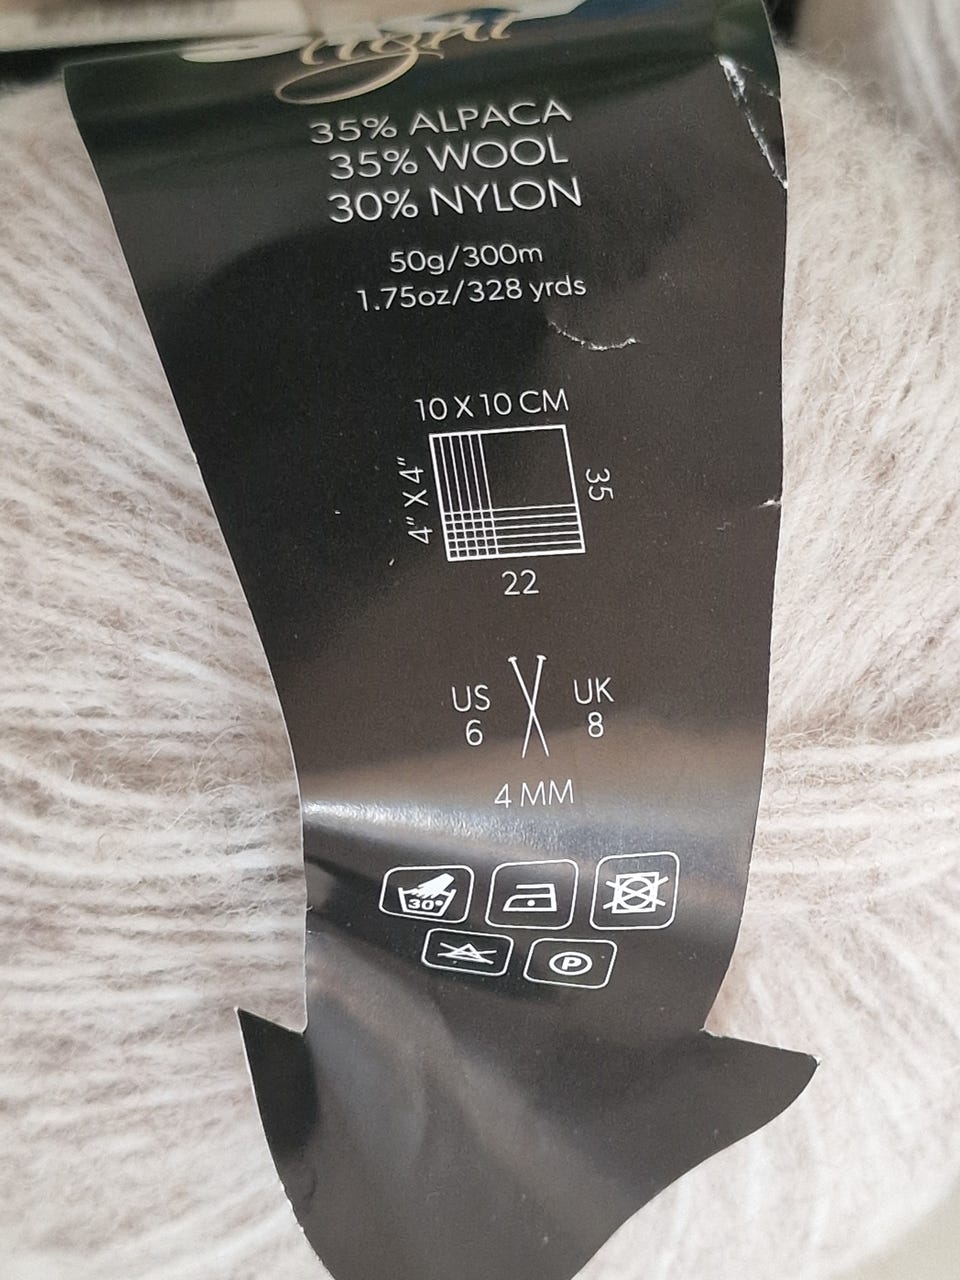 light
35% ALPACA
35% WOOL
30% NYLON
50g/300m
1.75oz/328 yrds
10 X 10 CM
4" X 4"
35
22
US
6
UK
8
4 MM
30°
P